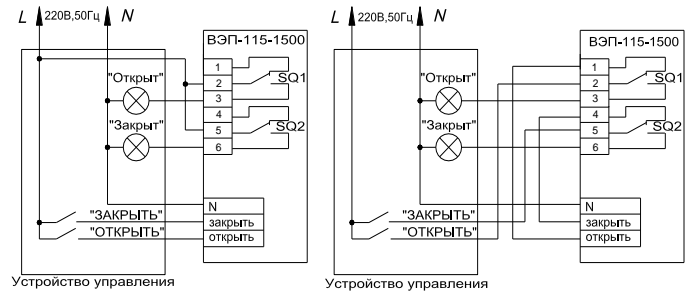 L 220В,50Гц N
ВЭП-115-1500
1
"Открыт" 2 SQ1
3
4
"Закрыт" 5 SQ2
6
N
"ЗАКРЫТЬ" закрыть
"ОТКРЫТЬ" открыть
Устройство управления
L 220В,50Гц N
ВЭП-115-1500
1
"Открыт" 2 SQ1
3
4
"Закрыт" 5 SQ2
6
N
"ЗАКРЫТЬ" закрыть
"ОТКРЫТЬ" открыть
Устройство управления